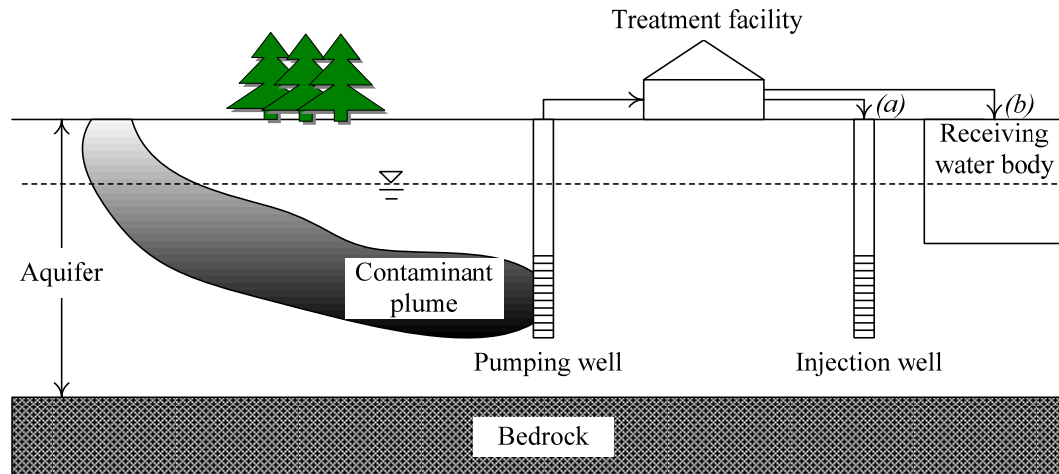 Treatment facility
(a)
(b)
Receiving
water body
Aquifer
Contaminant
plume
Pumping well
Injection well
Bedrock